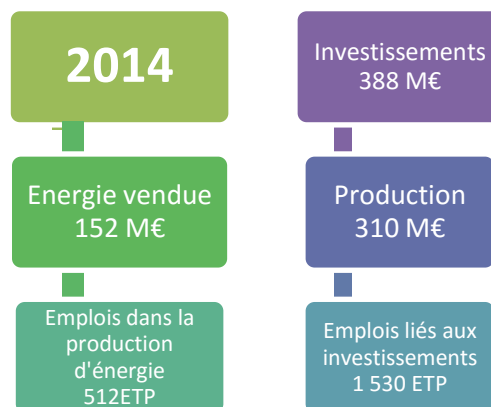 2014
Energie vendue
152 M€
Emplois dans la
production
d'énergie
512ETP
Investissements
388 M€
Production
310 M€
Emplois liés aux
investissements
1 530 ETP